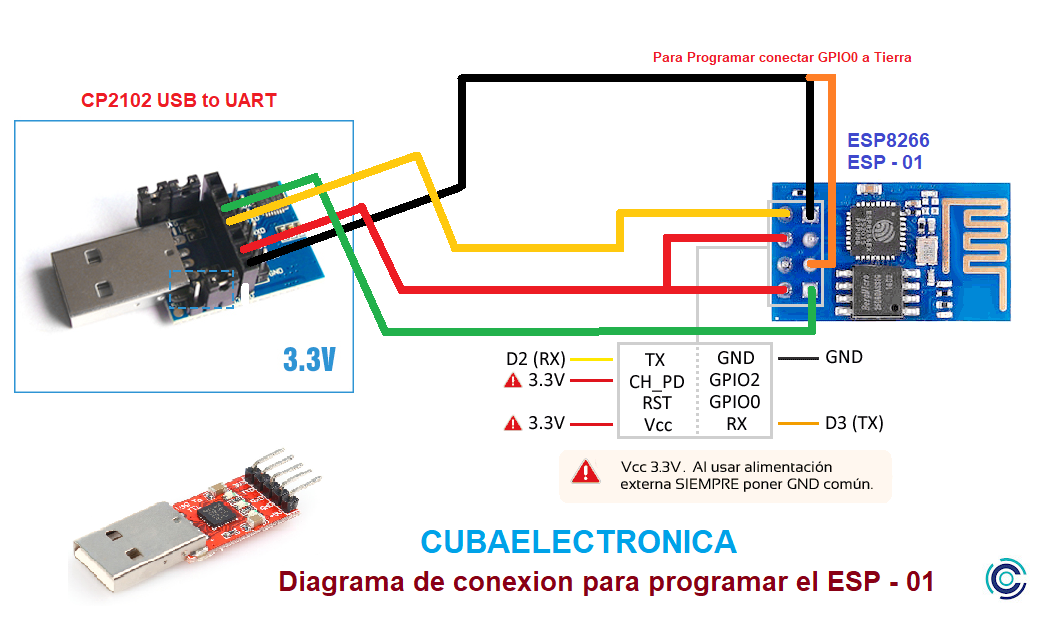 Para Programar conectar GPIO0 a Tierra
CP2102 USB to UART
ESP8266
ESP - 01
GND
3.3V
D2 (RX)
TX
GND
GND
3.3V
CH_PD
GPIO2
RST
GPIO0
3.3V
Vcc
RX
D3 (TX)
Vcc 3.3V. Al usar alimentación
externa SIEMPRE poner GND común.
CUBAELECTRONICA
Diagrama de conexion para programar el ESP - 01